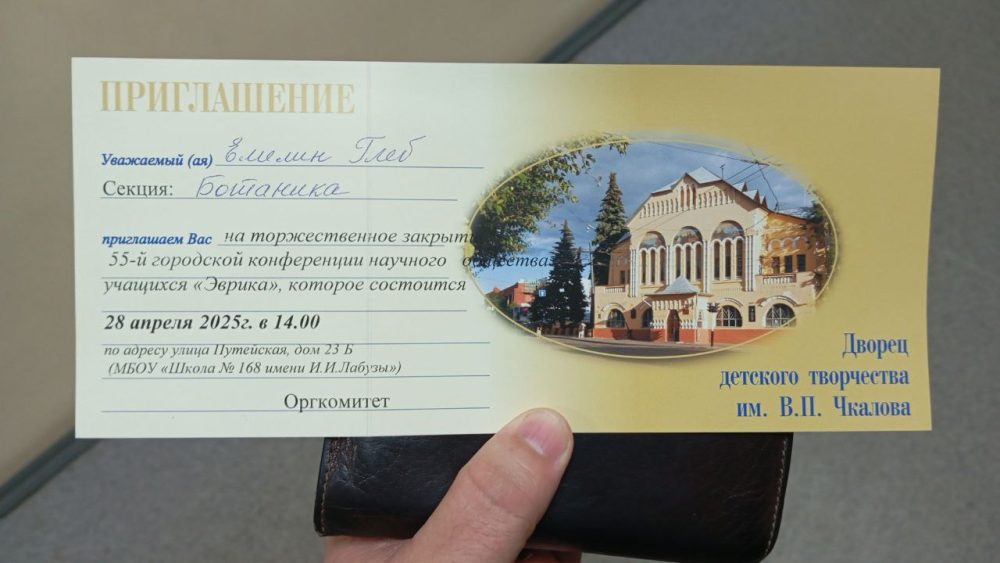 ПРИГЛАШЕНИЕ
Уважаемый (ая) Емелин Глеб
Секция: Ботаника
приглашаем Вас на торжественное закрыти
55-й городской конференции научного общества
учащихся «Эврика», которое состоится
28 апреля 2025г. в 14.00
по адресу улица Путейская, дом 23 Б
(МБОУ «Школа № 168 имени И.И.Лабузы»)
Оргкомитет
Дворец
детского творчества
им. В.П. Чкалова